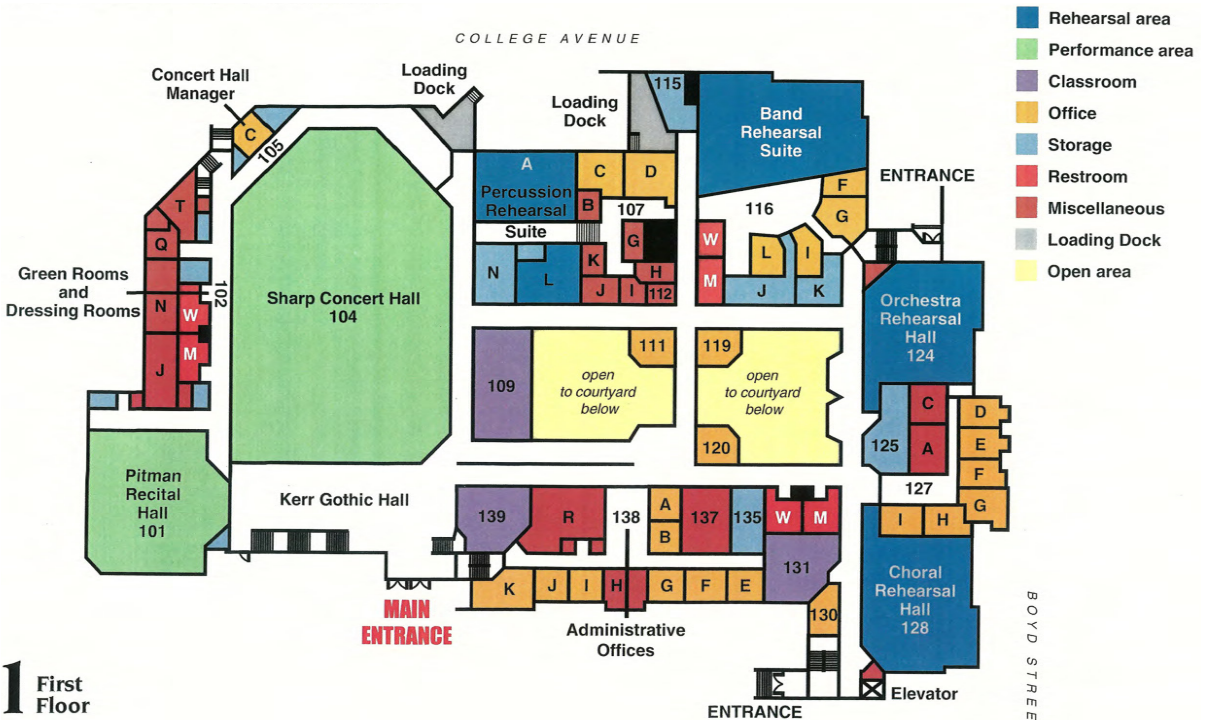 COLLEGE AVENUE
Rehearsal area
Performance area
Classroom
Office
Storage
Restroom
Miscellaneous
Loading Dock
Open area
Concert Hall
Manager
Loading
Dock
Loading
Dock
115
Band
Rehearsal
Suite
C
105
A
Percussion
Rehearsal
Suite
C
D
B
107
G
K
H
J
I
112
N
L
F
ENTRANCE
116
G
W
M
L
I
J
K
T
Q
Green Rooms
and
Dressing Rooms
102
N
W
M
J
Sharp Concert Hall
104
Orchestra
Rehearsal
Hall
124
109
111
open
to courtyard
below
119
open
to courtyard
below
120
C
A
125
D
E
F
G
127
I
H
Pitman
Recital
Hall
101
Kerr Gothic Hall
139
R
138
A
B
137
135
W
M
131
Choral
Rehearsal
Hall
128
K
J
I
H
G
F
E
130
MAIN
ENTRANCE
Administrative
Offices
BOYD STREE
1 First
Floor
Elevator
ENTRANCE